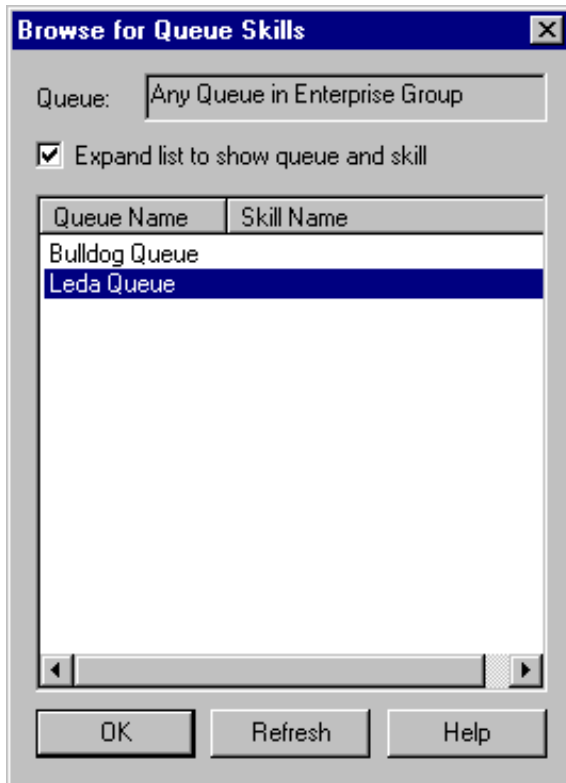 Browse for Queue Skills
Queue: Any Queue in Enterprise Group
Expand list to show queue and skill
Queue Name Skill Name
Bulldog Queue
Leda Queue
OK Refresh Help